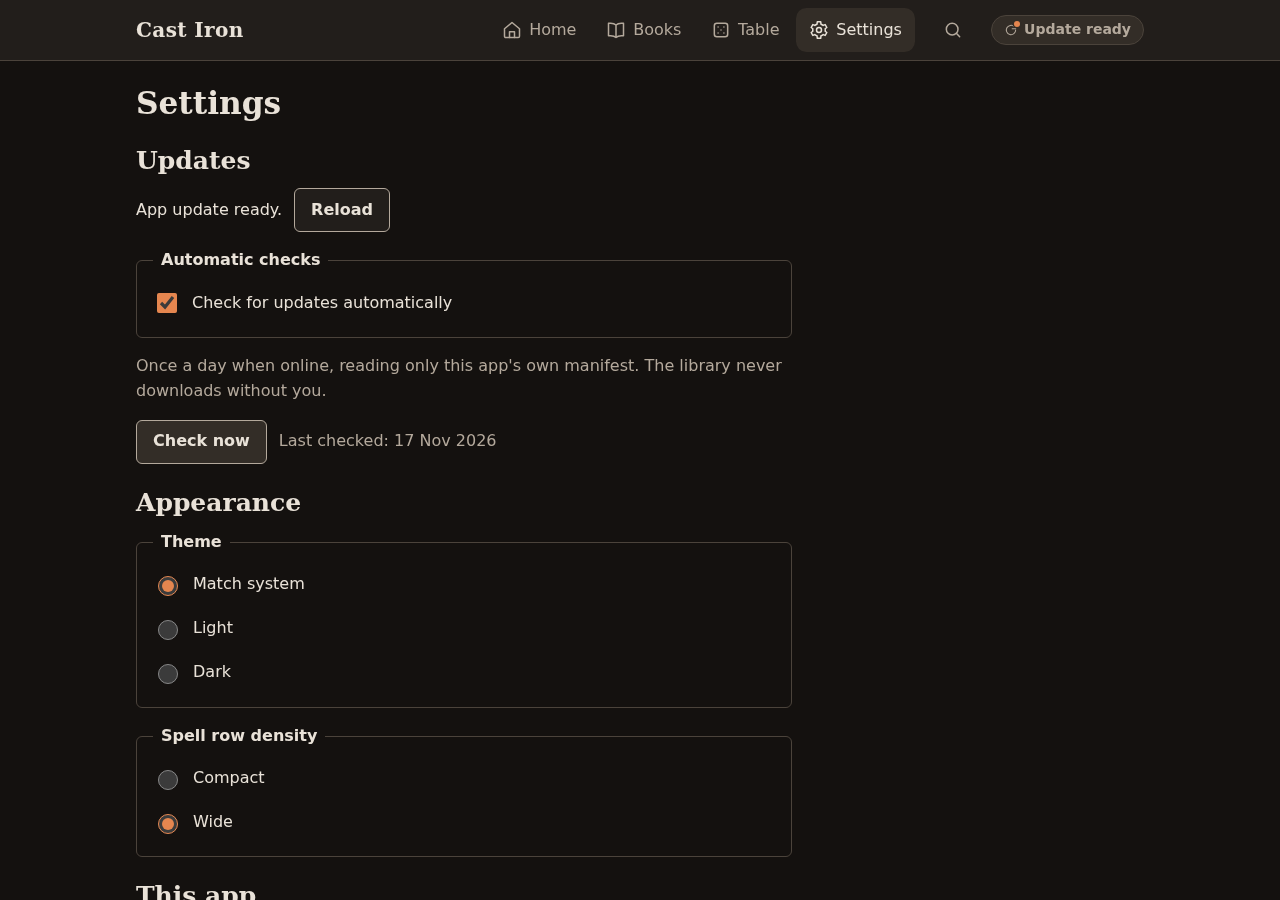 Cast Iron
Home
Books
Table
Settings
Update ready
Settings
Updates
App update ready.
Reload
Automatic checks
Check for updates automatically
Once a day when online, reading only this app's own manifest. The library never
downloads without you.
Check now
Last checked: 17 Nov 2026
Appearance
Theme
Match system
Light
Dark
Spell row density
Compact
Wide
This app